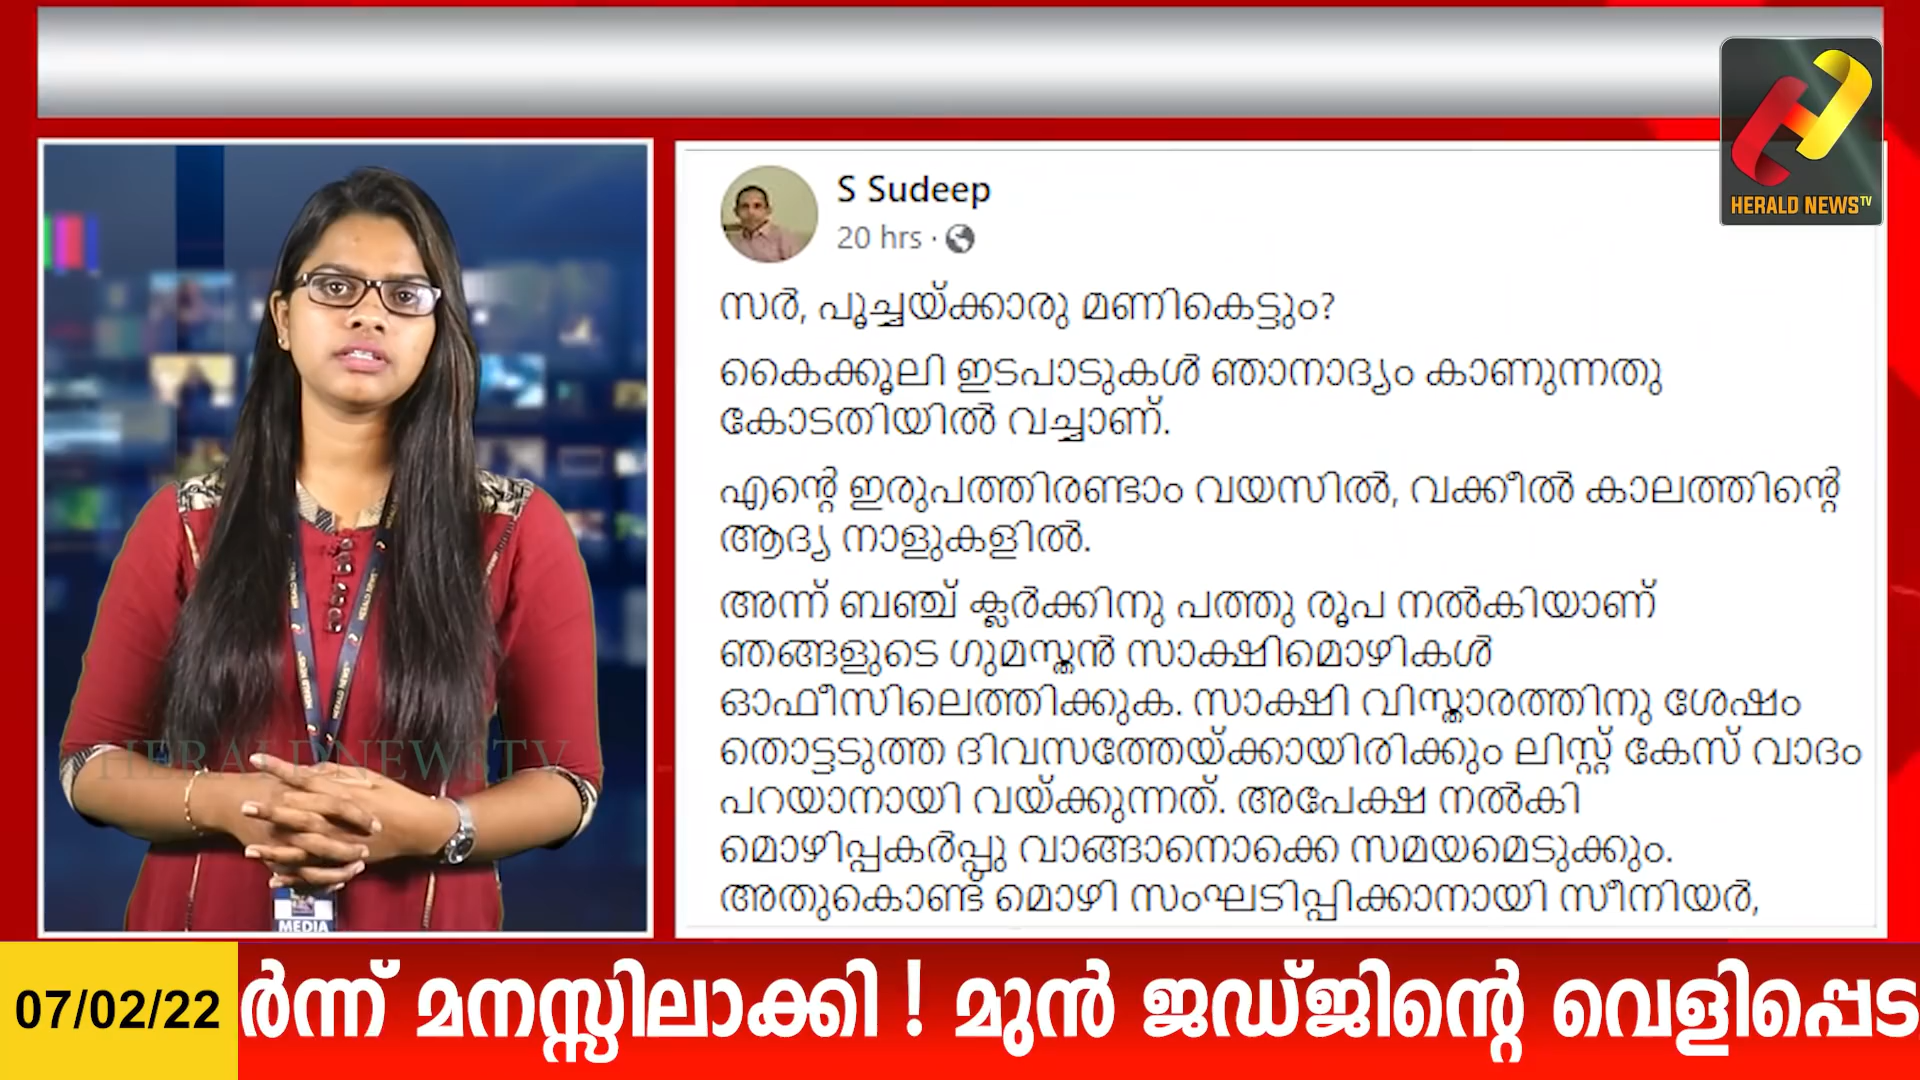 HERALD NEWS TV
S Sudeep
20 hrs ·
സർ, പൂച്ചയ്ക്കാരു മണികെട്ടും?
കൈക്കൂലി ഇടപാടുകൾ ഞാനാദ്യം കാണുന്നതു
കോടതിയിൽ വച്ചാണ്.
എന്റെ ഇരുപത്തിരണ്ടാം വയസിൽ, വക്കീൽ കാലത്തിന്റെ
ആദ്യ നാളുകളിൽ.
അന്ന് ബഞ്ച് ക്ലർക്കിനു പത്തു രൂപ നൽകിയാണ്
ഞങ്ങളുടെ ഗുമസ്തൻ സാക്ഷിമൊഴികൾ
ഓഫീസിലെത്തിക്കുക. സാക്ഷി വിസ്താരത്തിനു ശേഷം
തൊട്ടടുത്ത ദിവസത്തേയ്ക്കായിരിക്കും ലിസ്റ്റ് കേസ് വാദം
പറയാനായി വയ്ക്കുന്നത്. അപേക്ഷ നൽകി
മൊഴിപ്പകർപ്പു വാങ്ങാനൊക്കെ സമയമെടുക്കും.
അതുകൊണ്ട് മൊഴി സംഘടിപ്പിക്കാനായി സീനിയർ,
HERALDNEWSTV
MEDIA
07/02/22
ർന്ന് മനസ്സിലാക്കി ! മുൻ ജഡ്ജിന്റെ വെളിപ്പെട